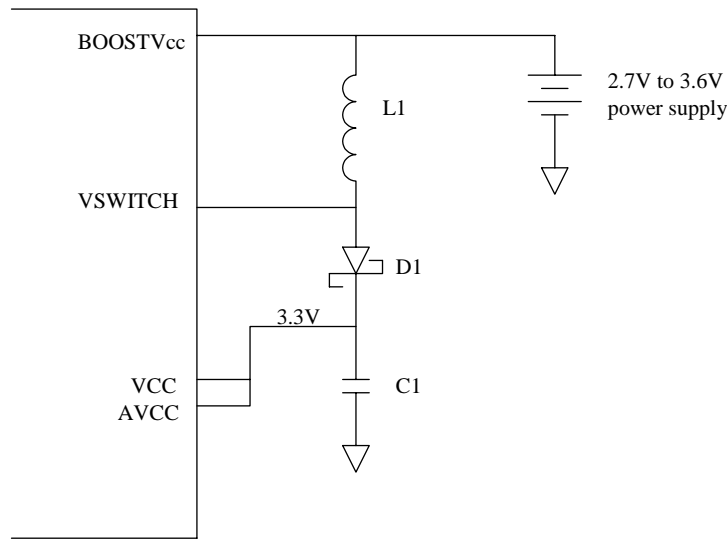 BOOSTVcc
2.7V to 3.6V
power supply
L1
VSWITCH
D1
3.3V
VCC
C1
AVCC